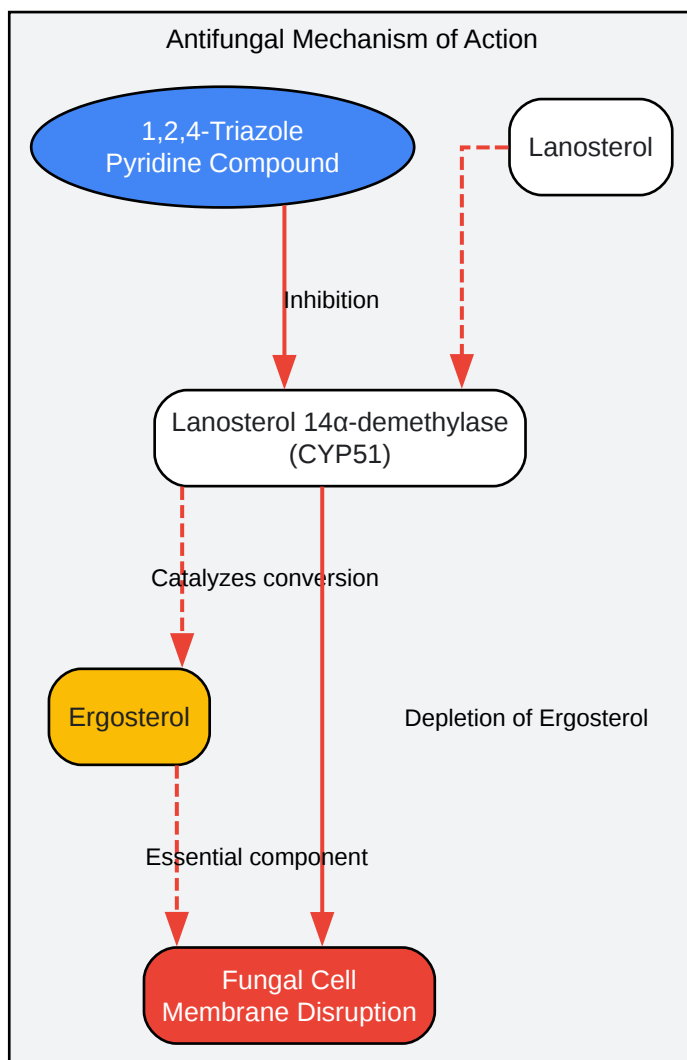 Antifungal Mechanism of Action
1,2,4-Triazole
Pyridine Compound
Lanosterol
Inhibition
Lanosterol 14α-demethylase
(CYP51)
Catalyzes conversion
Ergosterol
Depletion of Ergosterol
Essential component
Fungal Cell
Membrane Disruption